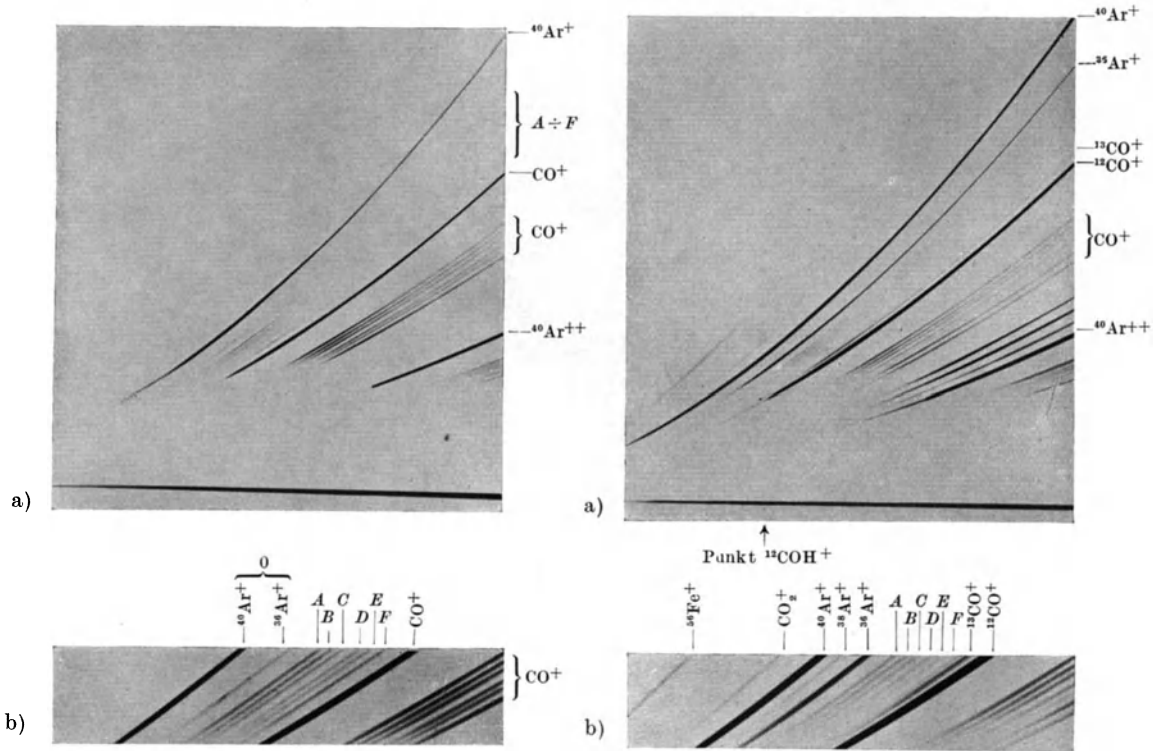 ⁴⁰Ar⁺
A ÷ F
CO⁺
CO⁺
⁴⁰Ar⁺⁺
a)
0
⁴⁰Ar⁺ ³⁶Ar⁺ A B C D E F CO⁺
CO⁺
b)
⁴⁰Ar⁺
³⁶Ar⁺
¹³CO⁺
¹²CO⁺
CO⁺
⁴⁰Ar⁺⁺
a)
Punkt ¹²COH⁺
⁵⁶Fe⁺ CO₂⁺ ⁴⁰Ar⁺ ³⁸Ar⁺ ³⁶Ar⁺ A B C D E F ¹³CO⁺ ¹²CO⁺
b)